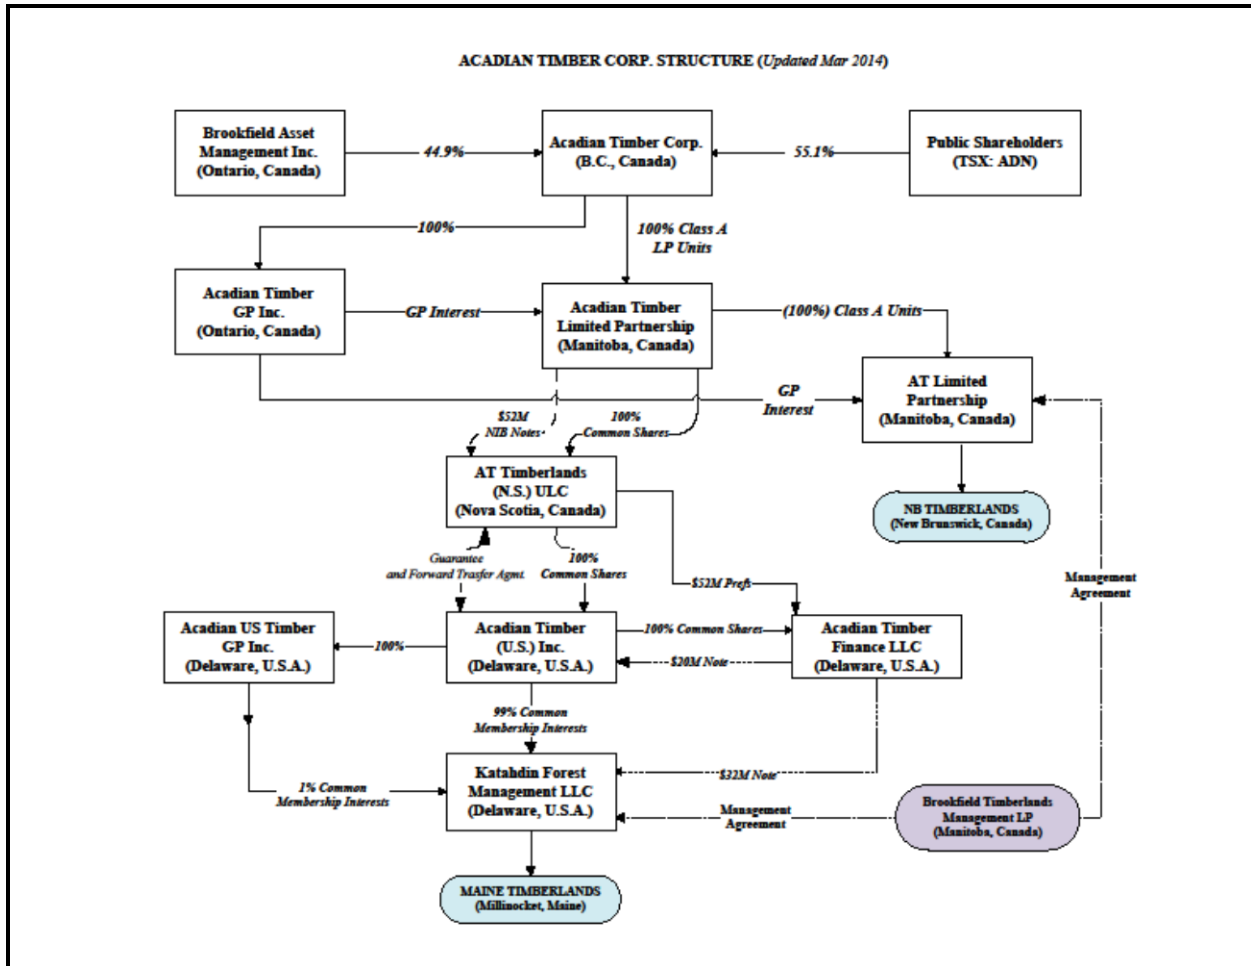 ACADIAN TIMBER CORP. STRUCTURE (Updated Mar 2014)
Brookfield Asset
Management Inc.
(Ontario, Canada)
44.9%
Acadian Timber Corp.
(B.C., Canada)
55.1%
Public Shareholders
(TSX: ADN)
100%
100% Class A
LP Units
Acadian Timber
GP Inc.
(Ontario, Canada)
GP Interest
Acadian Timber
Limited Partnership
(Manitoba, Canada)
(100%) Class A Units
GP
Interest
AT Limited
Partnership
(Manitoba, Canada)
$52M
NIB Notes
100%
Common Shares
AT Timberlands
(N.S.) ULC
(Nova Scotia, Canada)
NB TIMBERLANDS
(New Brunswick, Canada)
Guarantee
and Forward Trasfer Agmt.
100%
Common Shares
$52M Prefs
Management
Agreement
Acadian US Timber
GP Inc.
(Delaware, U.S.A.)
100%
Acadian Timber
(U.S.) Inc.
(Delaware, U.S.A.)
100% Common Shares
$20M Note
Acadian Timber
Finance LLC
(Delaware, U.S.A.)
99% Common
Membership Interests
1% Common
Membership Interests
Katahdin Forest
Management LLC
(Delaware, U.S.A.)
$32M Note
Management
Agreement
Brookfield Timberlands
Management LP
(Manitoba, Canada)
MAINE TIMBERLANDS
(Millinocket, Maine)